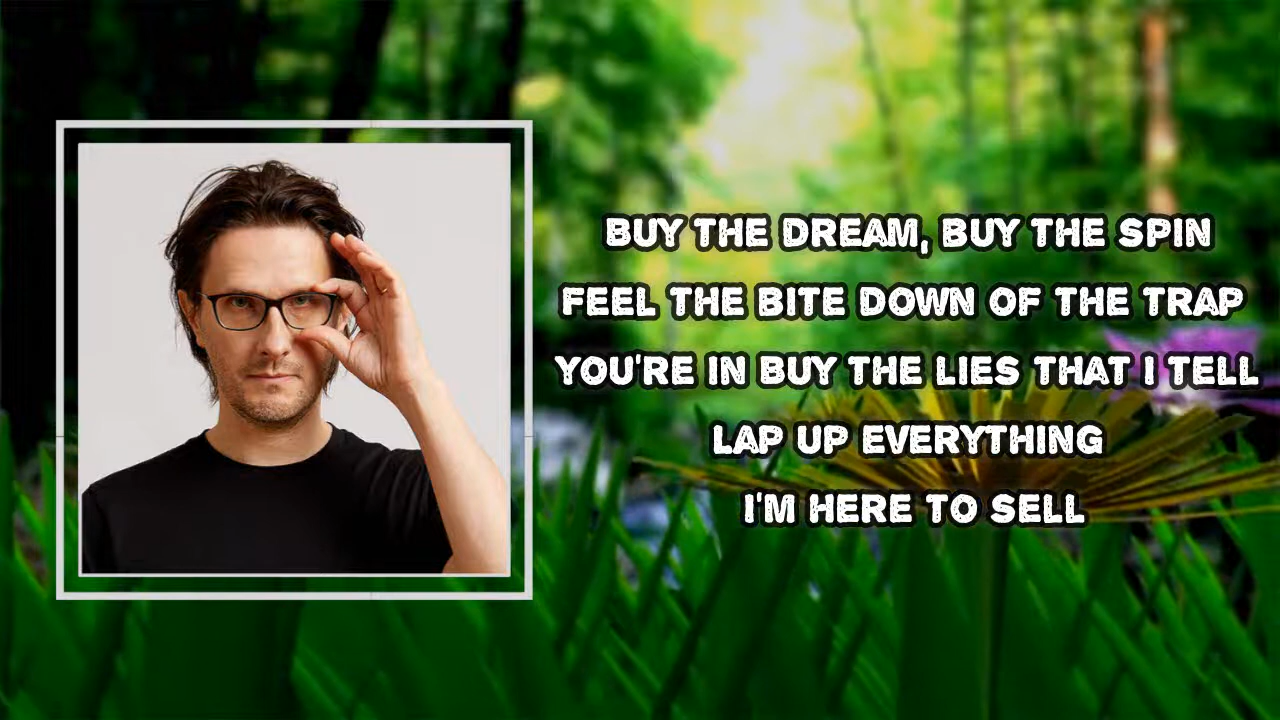 BUY THE DREAM, BUY THE SPIN
FEEL THE BITE DOWN OF THE TRAP
YOU'RE IN BUY THE LIES THAT I TELL
LAP UP EVERYTHING
I'M HERE TO SELL